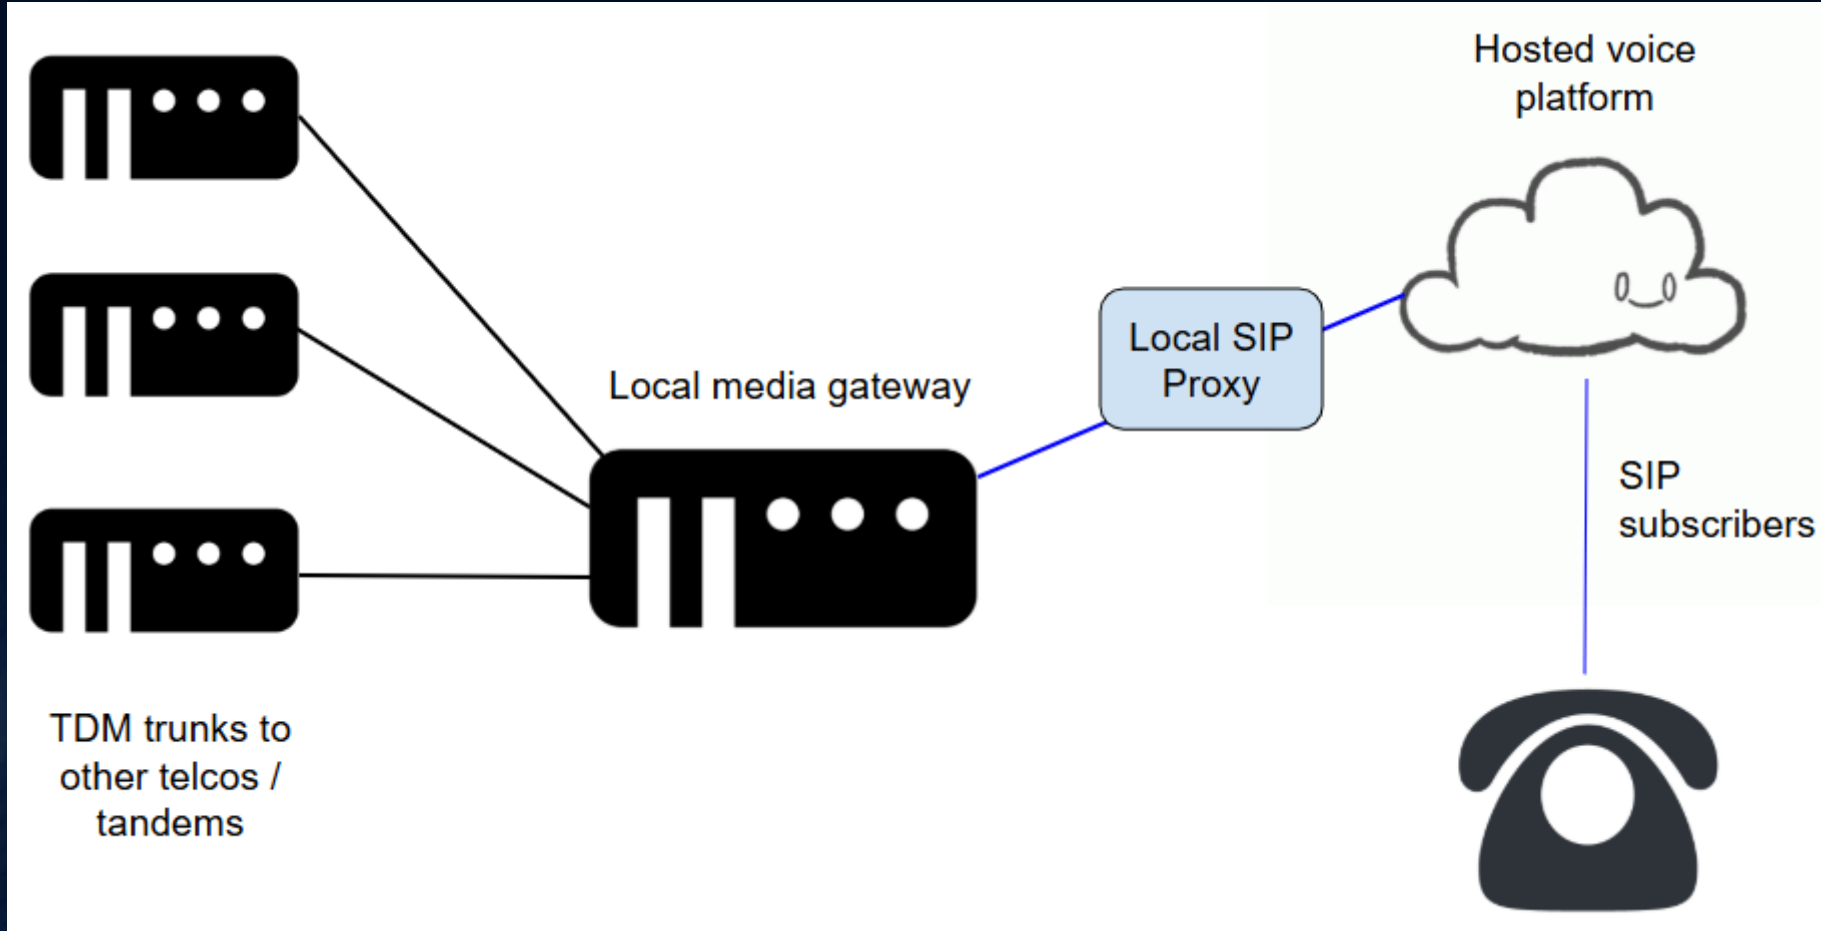 Hosted voice
platform
Local SIP
Proxy
Local media gateway
SIP
subscribers
TDM trunks to
other telcos /
tandems